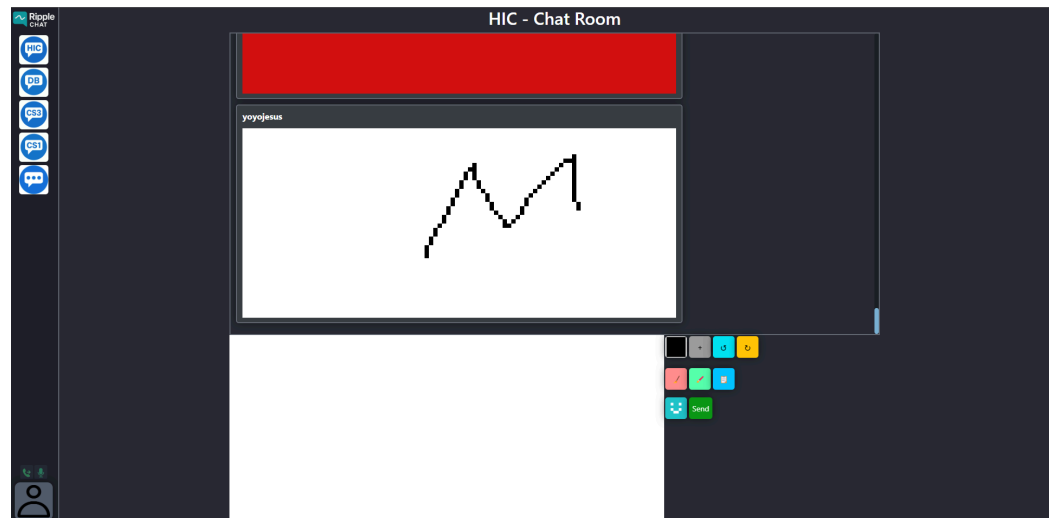 Ripple
CHAT
HIC - Chat Room
HIC
DB
CS3
CS1
yoyojesus
+
↺
↻
Send